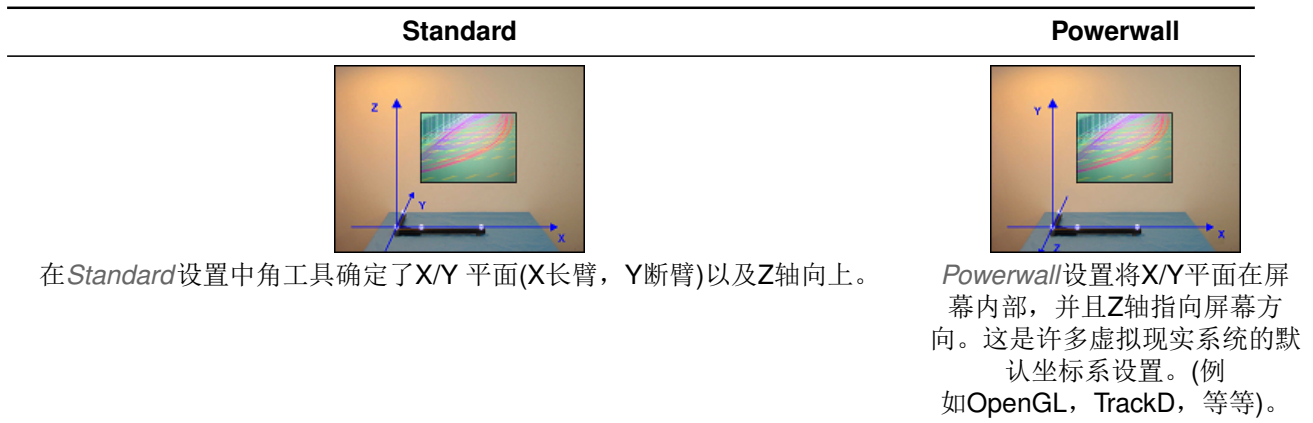 Standard
Powerwall
Z
Y
X
Y
X
Z
在Standard设置中角工具确定了X/Y 平面(X长臂，Y断臂)以及Z轴向上。
Powerwall设置将X/Y平面在屏
幕内部，并且Z轴指向屏幕方
向。这是许多虚拟现实系统的默
认坐标系设置。(例
如OpenGL，TrackD，等等)。